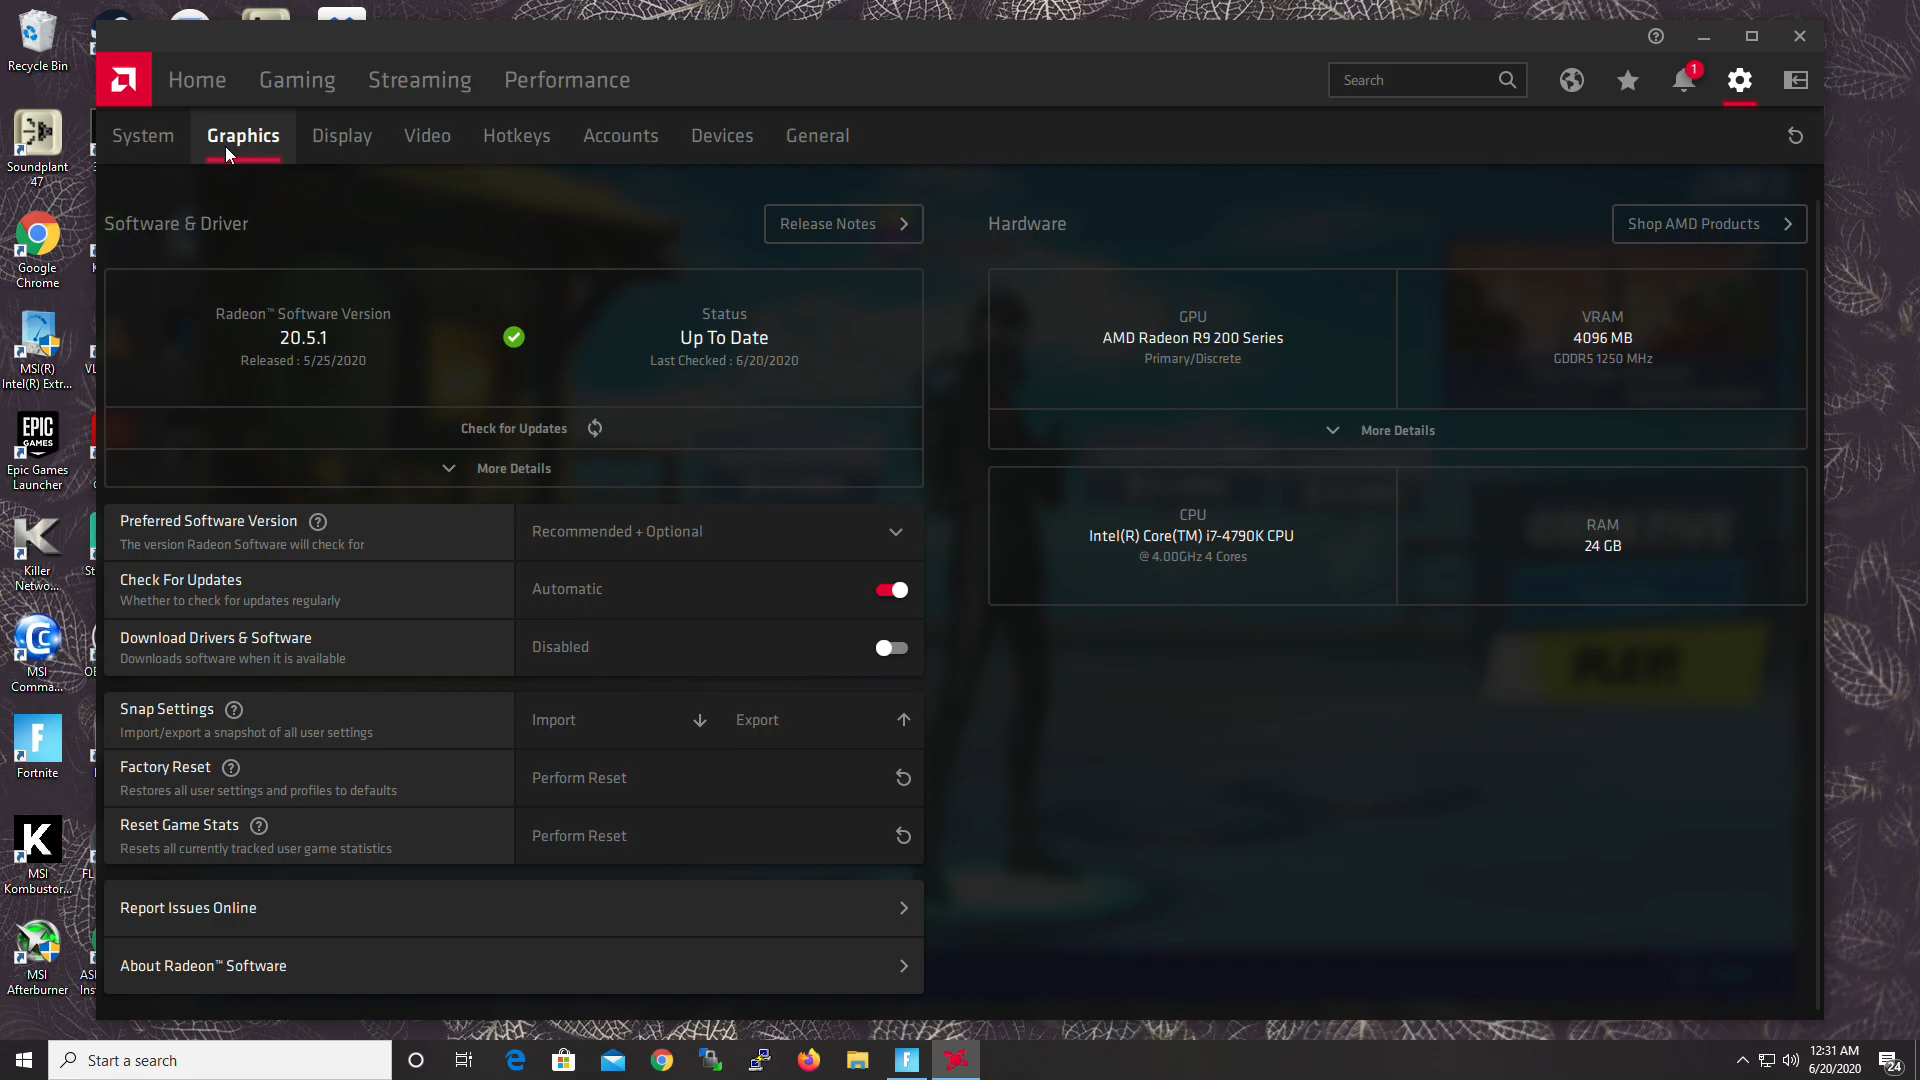 Recycle Bin
Soundplant
47
Google
Chrome
MSI(R)
Intel(R) Extr...
EPIC
GAMES
Epic Games
Launcher
Killer
Netwo...
MSI
Comma...
Fortnite
MSI
Kombustor...
MSI
Afterburner
Home
Gaming
Streaming
Performance
Search
1
System
Graphics
Display
Video
Hotkeys
Accounts
Devices
General
Software & Driver
Release Notes
Radeon™ Software Version
20.5.1
Released : 5/25/2020
Status
Up To Date
Last Checked : 6/20/2020
Check for Updates
More Details
Preferred Software Version
The version Radeon Software will check for
Recommended + Optional
Check For Updates
Whether to check for updates regularly
Automatic
Download Drivers & Software
Downloads software when it is available
Disabled
Snap Settings
Import/export a snapshot of all user settings
Import
Export
Factory Reset
Restores all user settings and profiles to defaults
Perform Reset
Reset Game Stats
Resets all currently tracked user game statistics
Perform Reset
Report Issues Online
About Radeon™ Software
Hardware
Shop AMD Products
GPU
AMD Radeon R9 200 Series
Primary/Discrete
VRAM
4096 MB
GDDR5 1250 MHz
More Details
CPU
Intel(R) Core(TM) i7-4790K CPU
@ 4.00GHz 4 Cores
RAM
24 GB
PLAY!
Start a search
12:31 AM
6/20/2020
24